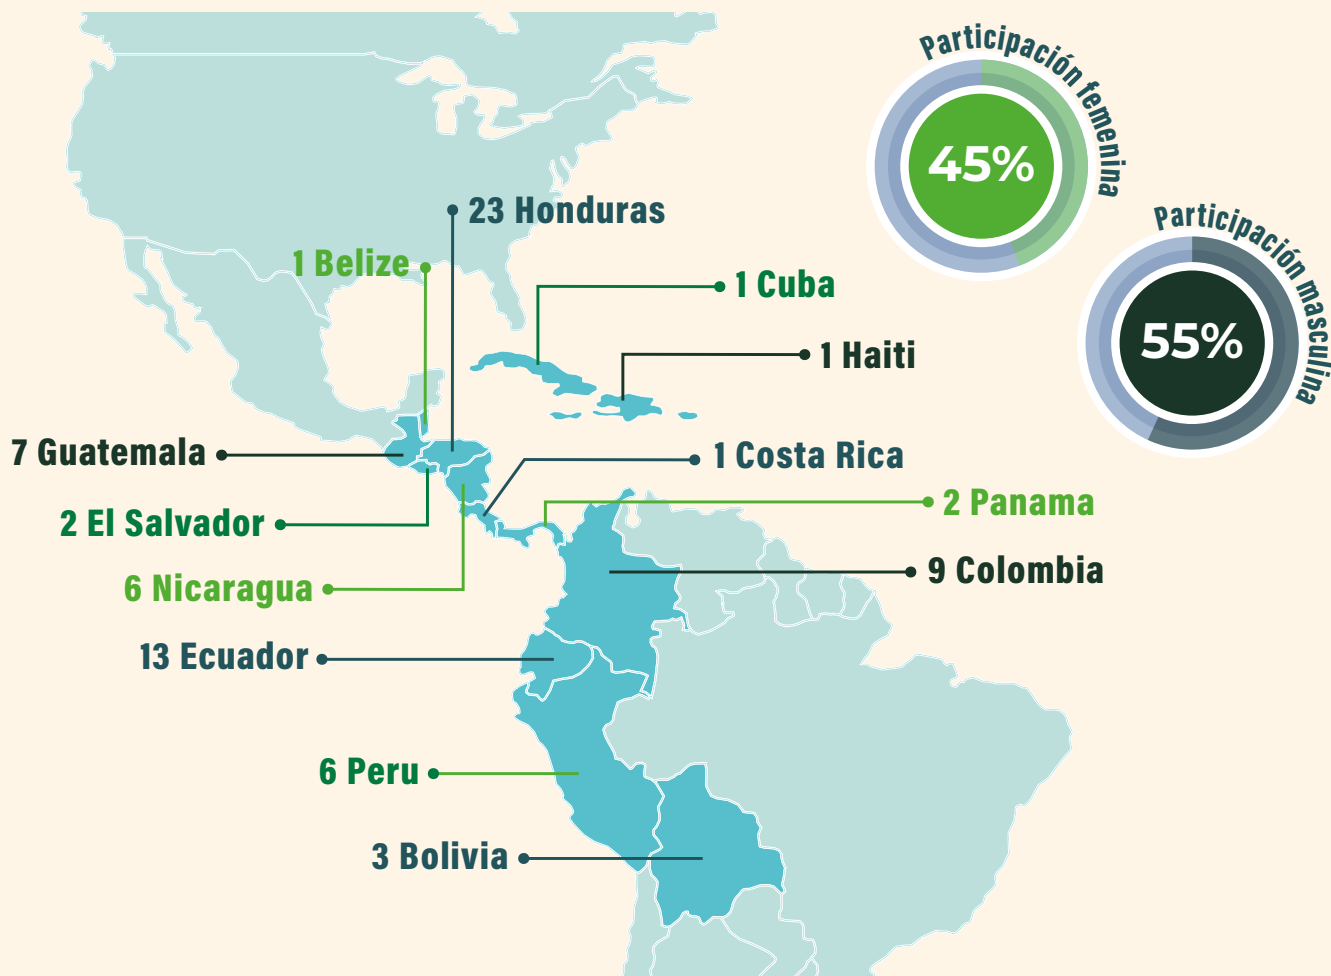 Participación femenina
45%
Participación masculina
55%
23 Honduras
1 Belize
1 Cuba
1 Haiti
7 Guatemala
1 Costa Rica
2 El Salvador
2 Panama
6 Nicaragua
9 Colombia
13 Ecuador
6 Peru
3 Bolivia